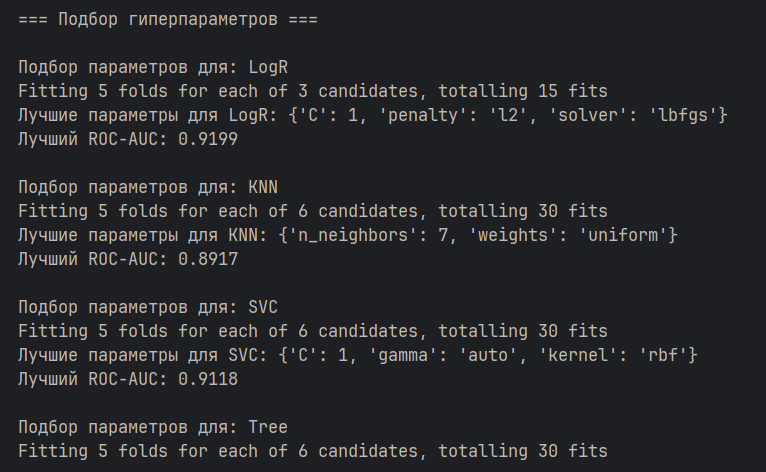 === Подбор гиперпараметров ===
Подбор параметров для: LogR
Fitting 5 folds for each of 3 candidates, totalling 15 fits
Лучшие параметры для LogR: {'C': 1, 'penalty': 'l2', 'solver': 'lbfgs'}
Лучший ROC-AUC: 0.9199
Подбор параметров для: KNN
Fitting 5 folds for each of 6 candidates, totalling 30 fits
Лучшие параметры для KNN: {'n_neighbors': 7, 'weights': 'uniform'}
Лучший ROC-AUC: 0.8917
Подбор параметров для: SVC
Fitting 5 folds for each of 6 candidates, totalling 30 fits
Лучшие параметры для SVC: {'C': 1, 'gamma': 'auto', 'kernel': 'rbf'}
Лучший ROC-AUC: 0.9118
Подбор параметров для: Tree
Fitting 5 folds for each of 6 candidates, totalling 30 fits